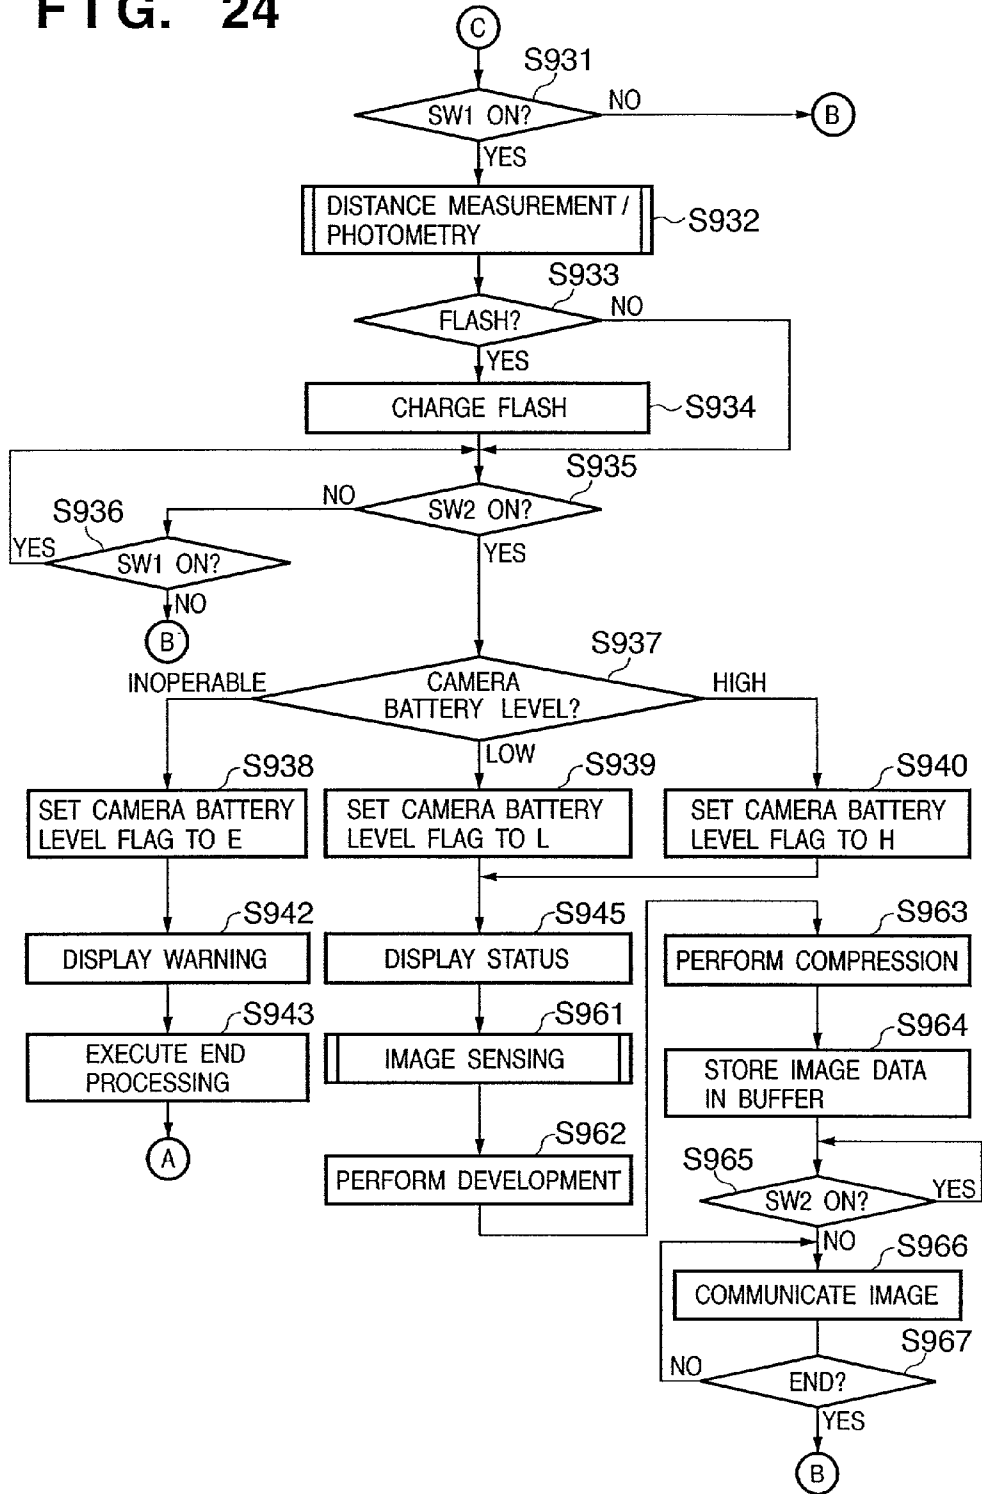 FIG. 24
C
S931
SW1 ON?
NO
B
YES
DISTANCE MEASUREMENT /
PHOTOMETRY
S932
S933
FLASH?
NO
YES
CHARGE FLASH
S934
S935
SW2 ON?
NO
YES
S936
SW1 ON?
YES
NO
B
S937
CAMERA
BATTERY LEVEL?
INOPERABLE
HIGH
LOW
S938
SET CAMERA BATTERY
LEVEL FLAG TO E
S939
SET CAMERA BATTERY
LEVEL FLAG TO L
S940
SET CAMERA BATTERY
LEVEL FLAG TO H
S942
DISPLAY WARNING
S943
EXECUTE END
PROCESSING
A
S945
DISPLAY STATUS
S961
IMAGE SENSING
S962
PERFORM DEVELOPMENT
S963
PERFORM COMPRESSION
S964
STORE IMAGE DATA
IN BUFFER
S965
SW2 ON?
YES
NO
S966
COMMUNICATE IMAGE
S967
END?
NO
YES
B